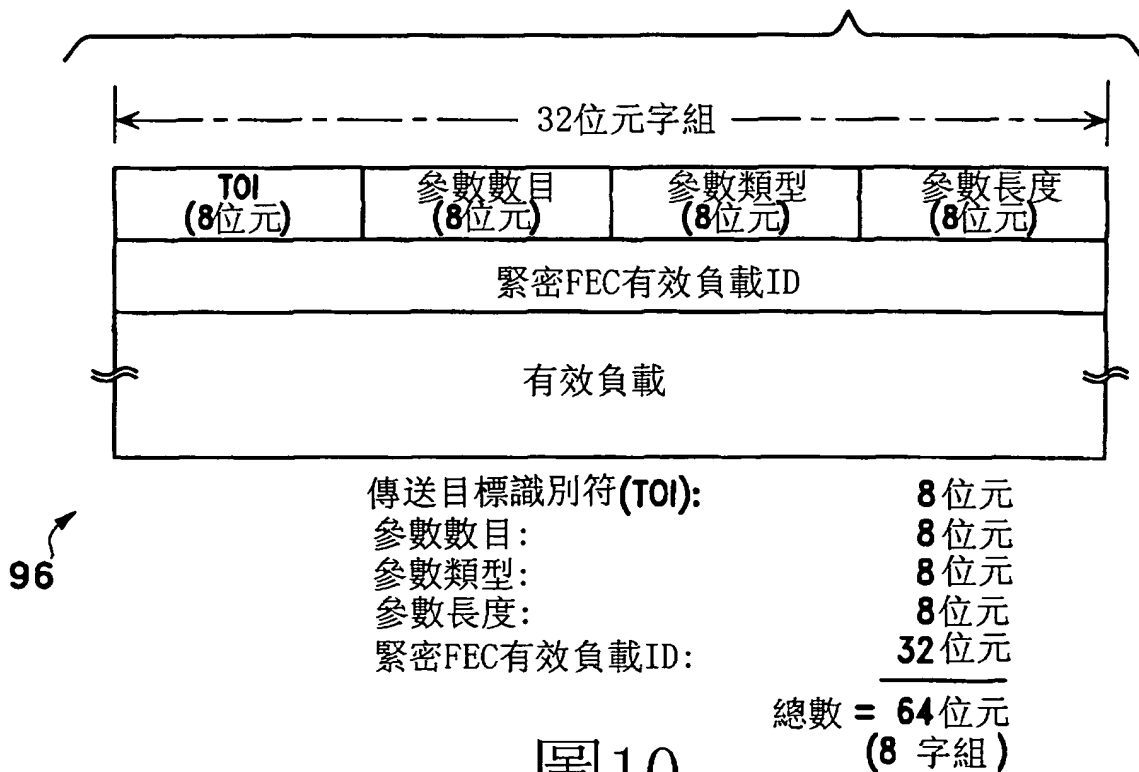 32位元字組
TOI
(8位元)
參數數目
(8位元)
參數類型
(8位元)
參數長度
(8位元)
緊密FEC有效負載ID
有效負載
傳送目標識別符(TOI): 8位元
參數數目: 8位元
參數類型: 8位元
參數長度: 8位元
緊密FEC有效負載ID: 32位元
96
總數 = 64位元
(8 字組)
圖10